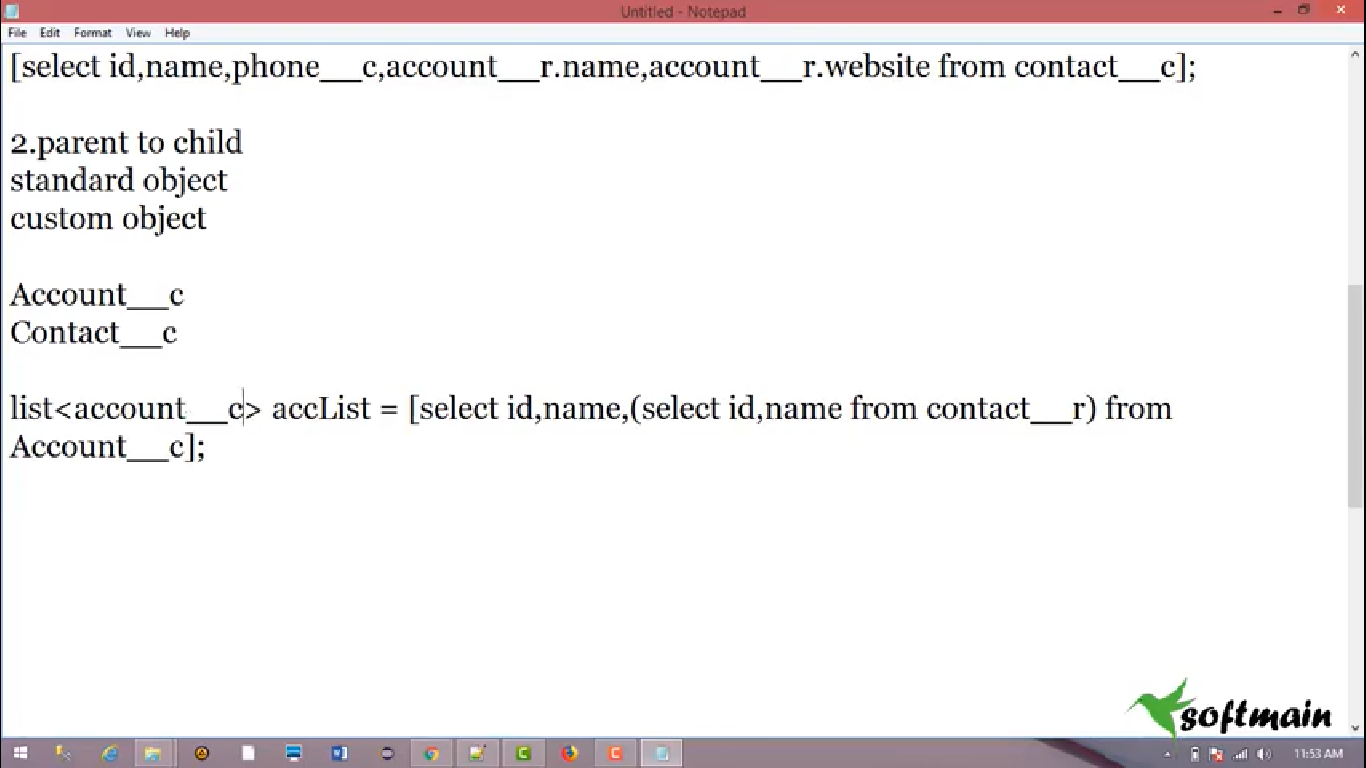 Untitled - Notepad
File Edit Format View Help
[select id,name,phone__c,account__r.name,account__r.website from contact__c];
2.parent to child
standard object
custom object
Account__c
Contact__c
list<account__c> accList = [select id,name,(select id,name from contact__r) from
Account__c];
softmain
11:53 AM